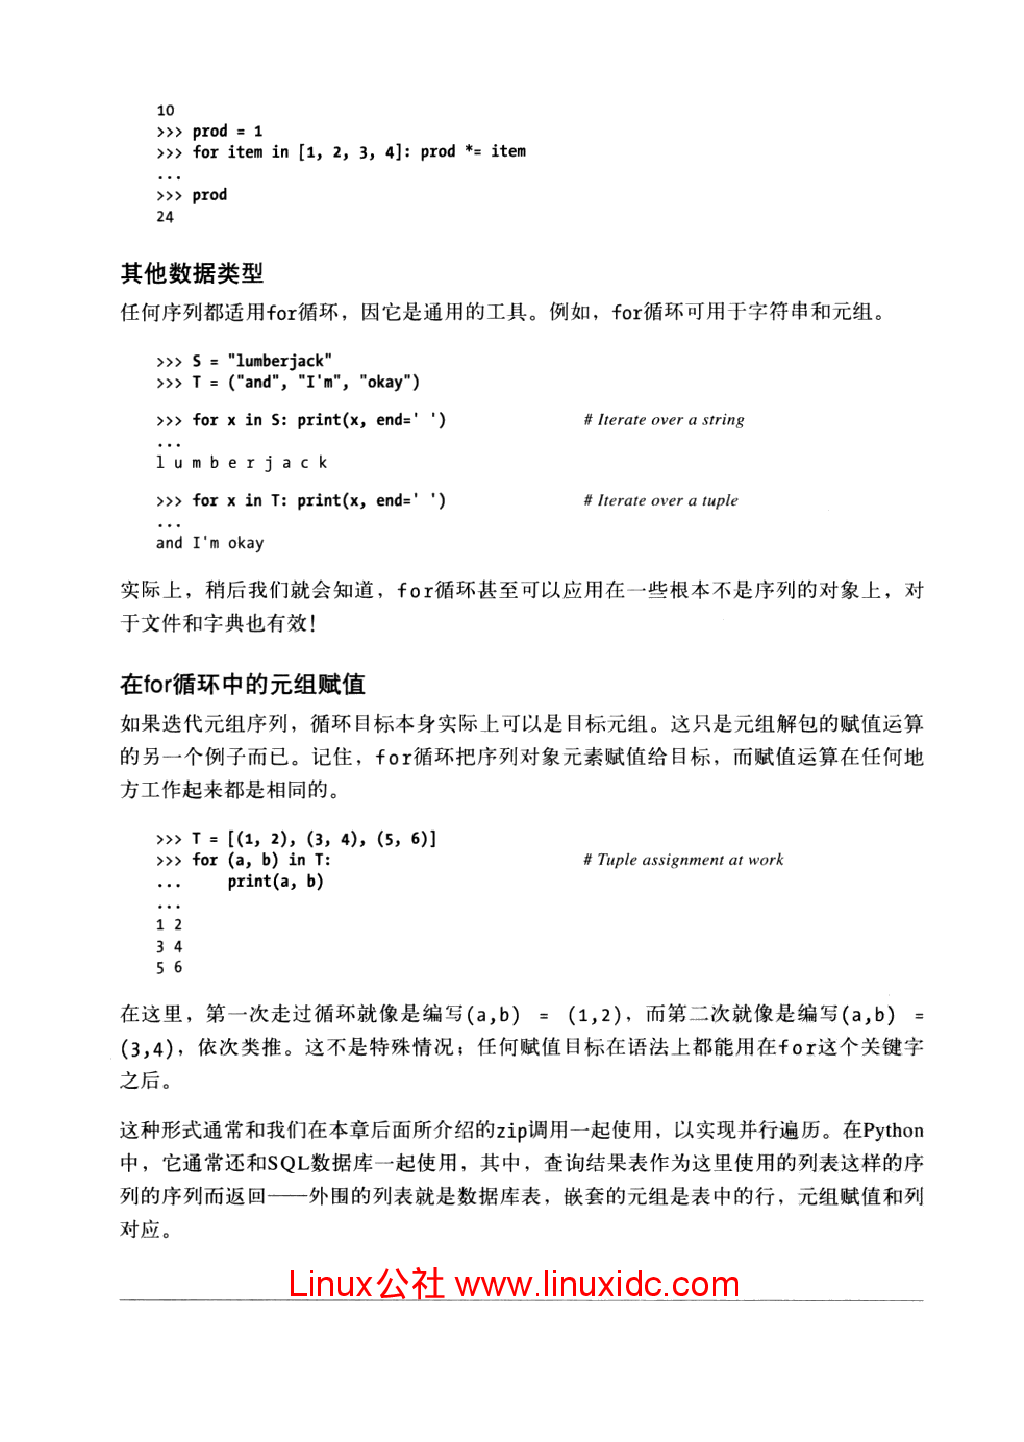 10
>>> prod = 1
>>> for item in [1, 2, 3, 4]: prod *= item
...
>>> prod
24
其他数据类型
任何序列都适用for循环，因它是通用的工具。例如，for循环可用于字符串和元组。
>>> S = "lumberjack"
>>> T = ("and", "I'm", "okay")
>>> for x in S: print(x, end=' ') # Iterate over a string
...
l u m b e r j a c k
>>> for x in T: print(x, end=' ') # Iterate over a tuple
...
and I'm okay
实际上，稍后我们就会知道，for循环甚至可以应用在一些根本不是序列的对象上，对
于文件和字典也有效！
在for循环中的元组赋值
如果迭代元组序列，循环目标本身实际上可以是目标元组。这只是元组解包的赋值运算
的另一个例子而已。记住，for循环把序列对象元素赋值给目标，而赋值运算在任何地
方工作起来都是相同的。
>>> T = [(1, 2), (3, 4), (5, 6)]
>>> for (a, b) in T: # Tuple assignment at work
... print(a, b)
...
1 2
3 4
5 6
在这里，第一次走过循环就像是编写(a,b) = (1,2)，而第二次就像是编写(a,b) =
(3,4)，依次类推。这不是特殊情况；任何赋值目标在语法上都能用在for这个关键字
之后。
这种形式通常和我们在本章后面所介绍的zip调用一起使用，以实现并行遍历。在Python
中，它通常还和SQL数据库一起使用，其中，查询结果表作为这里使用的列表这样的序
列的序列而返回——外围的列表就是数据库表，嵌套的元组是表中的行，元组赋值和列
对应。
Linux公社 www.linuxidc.com